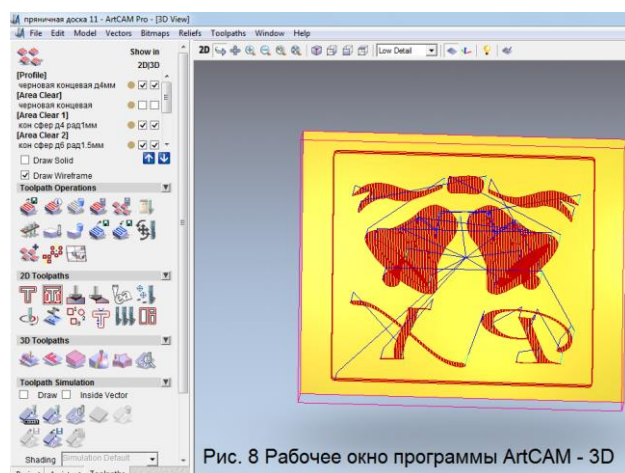 пряничная доска 11 - ArtCAM Pro - [3D View]
File Edit Model Vectors Bitmaps Reliefs Toolpaths Window Help
Show in
2D|3D
[Profile]
черновая концевая д4мм
[Area Clear]
черновая концевая
[Area Clear 1]
кон сфер д4 рад1мм
[Area Clear 2]
кон сфер д6 рад1.5мм
Draw Solid
Draw Wireframe
Toolpath Operations
2D Toolpaths
3D Toolpaths
Toolpath Simulation
Draw Inside Vector
Shading Simulation Default
2D Low Detail
ХВ
Рис. 8 Рабочее окно программы ArtCAM - 3D